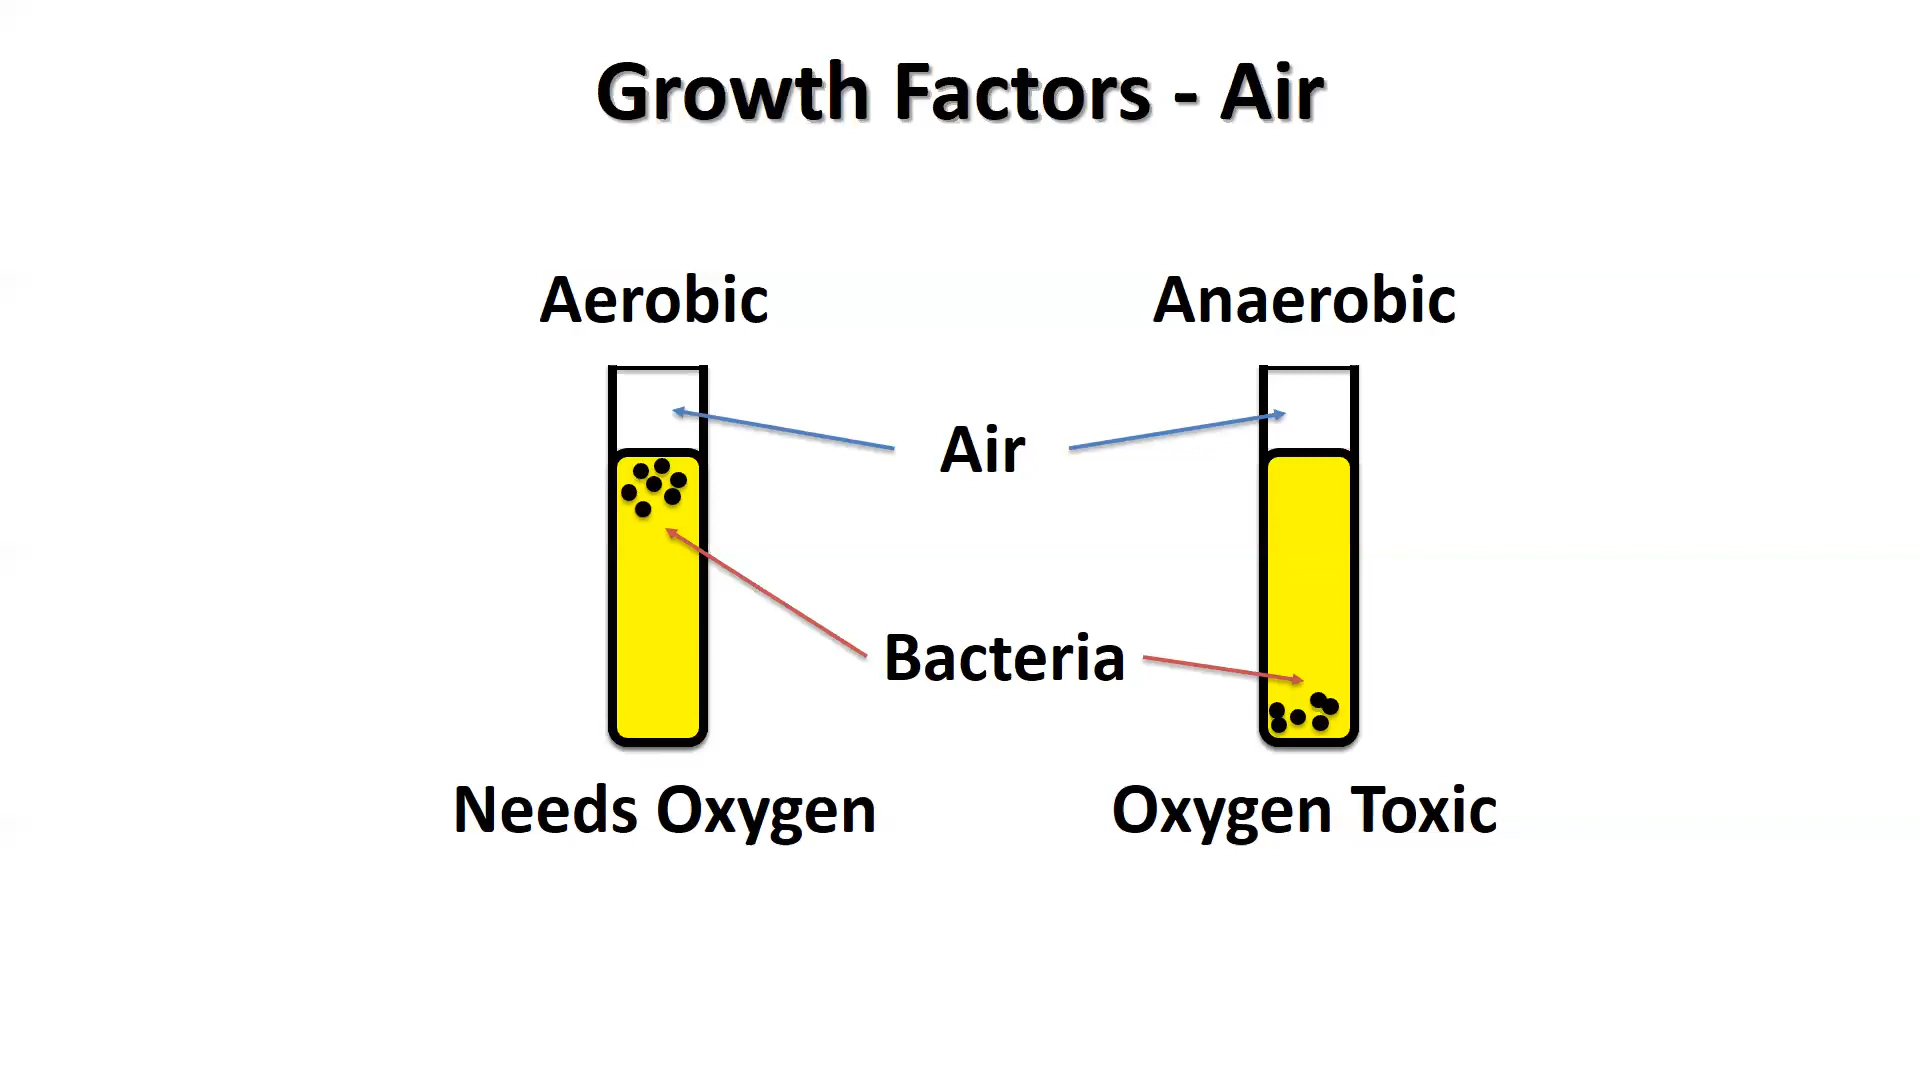 Growth Factors - Air
Aerobic
Anaerobic
Air
Bacteria
Needs Oxygen
Oxygen Toxic